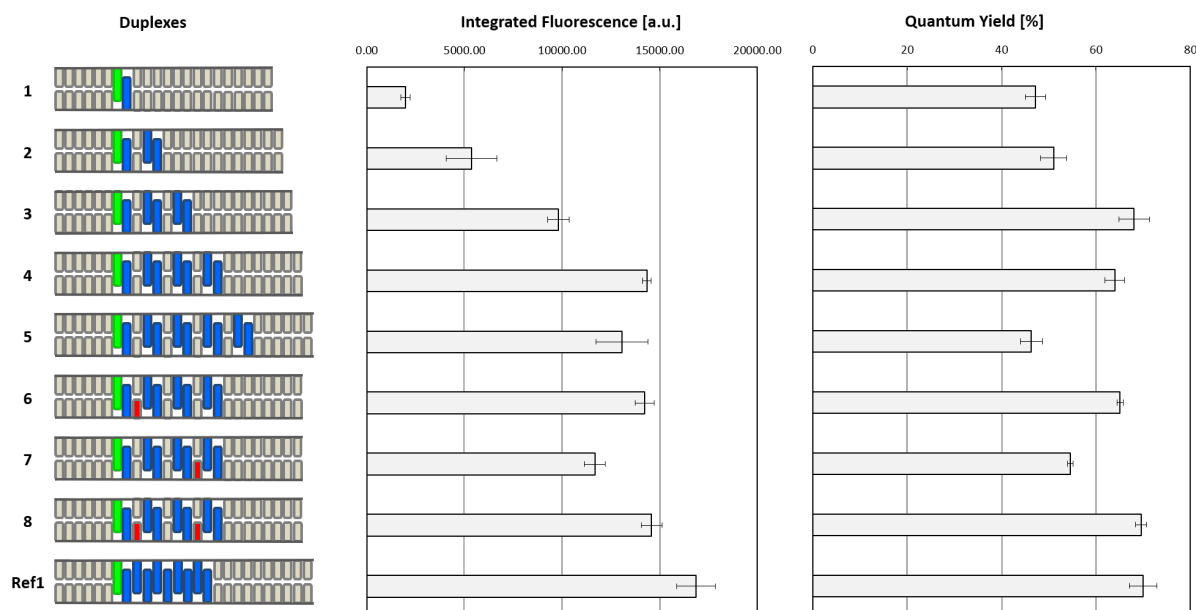 Duplexes Integrated Fluorescence [a.u.] Quantum Yield [%]
0.00 5000.00 10000.00 15000.00 20000.00 0 20 40 60 80
1
2
3
4
5
6
7
8
Ref1